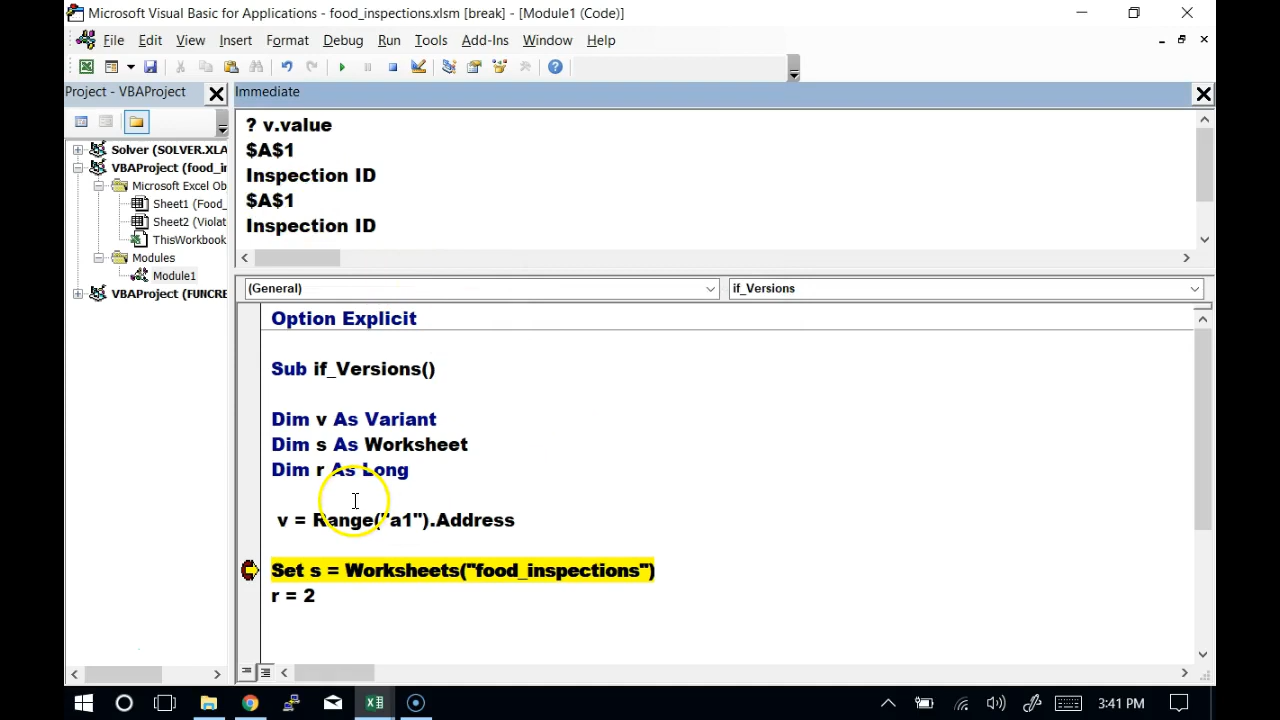 Microsoft Visual Basic for Applications - food_inspections.xlsm [break] - [Module1 (Code)]
File Edit View Insert Format Debug Run Tools Add-Ins Window Help
Project - VBAProject
Immediate
? v.value
$A$1
Inspection ID
$A$1
Inspection ID
Solver (SOLVER.XLA
VBAProject (food_in
Microsoft Excel Ob
Sheet1 (Food_
Sheet2 (Violat
ThisWorkbook
Modules
Module1
VBAProject (FUNCRE
(General)
if_Versions
Option Explicit
Sub if_Versions()
Dim v As Variant
Dim s As Worksheet
Dim r As Long
v = Range("a1").Address
Set s = Worksheets("food_inspections")
r = 2
3:41 PM